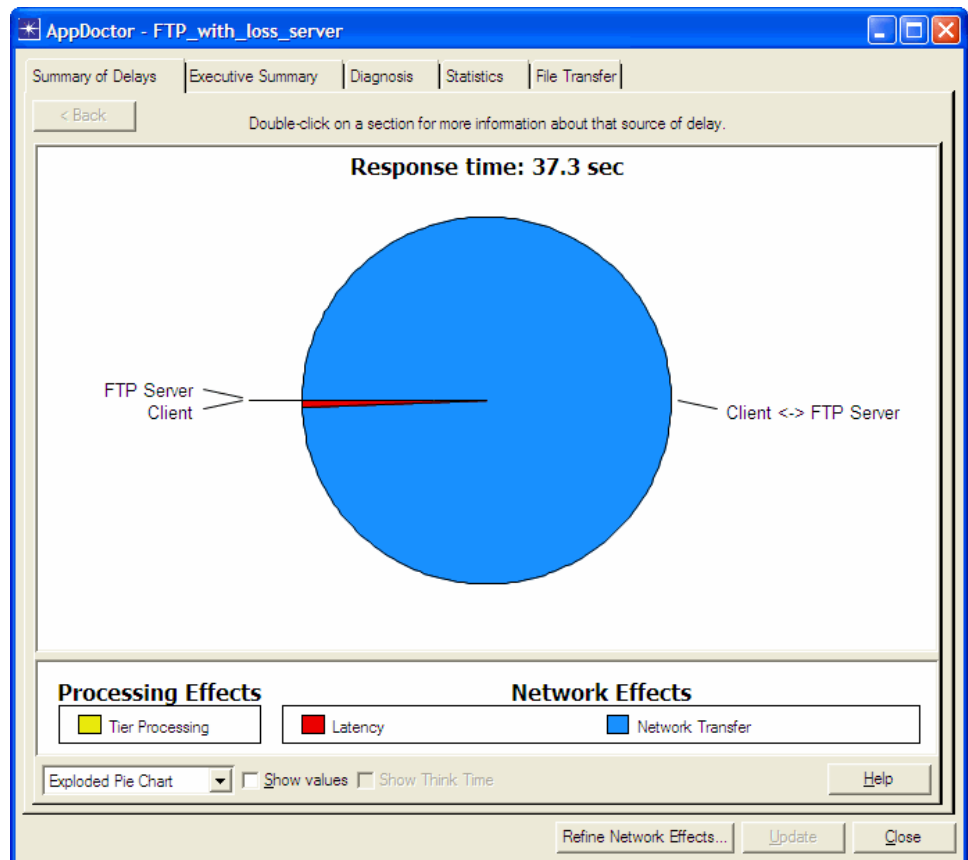 AppDoctor - FTP_with_loss_server
Summary of Delays Executive Summary Diagnosis Statistics File Transfer
< Back
Double-click on a section for more information about that source of delay.
Response time: 37.3 sec
FTP Server
Client
Client <-> FTP Server
Processing Effects Network Effects
Tier Processing Latency Network Transfer
Exploded Pie Chart Show values Show Think Time Help
Refine Network Effects... Update Close